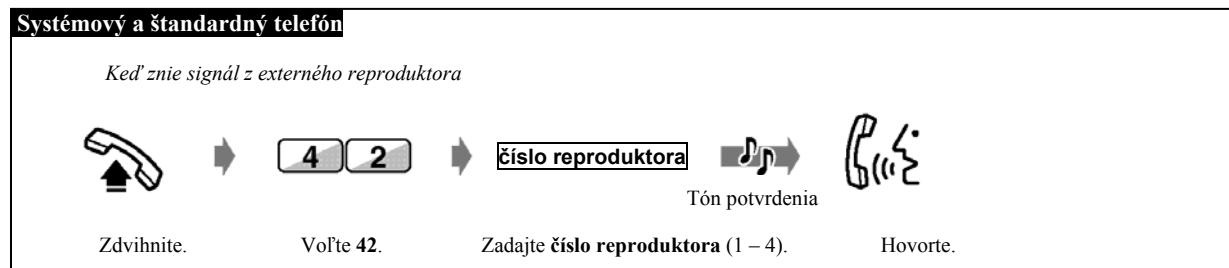 Systémový a štandardný telefón
Keď znie signál z externého reproduktora
4 2 číslo reproduktora
Tón potvrdenia
Zdvihnite. Voľte 42. Zadajte číslo reproduktora (1 – 4). Hovorte.